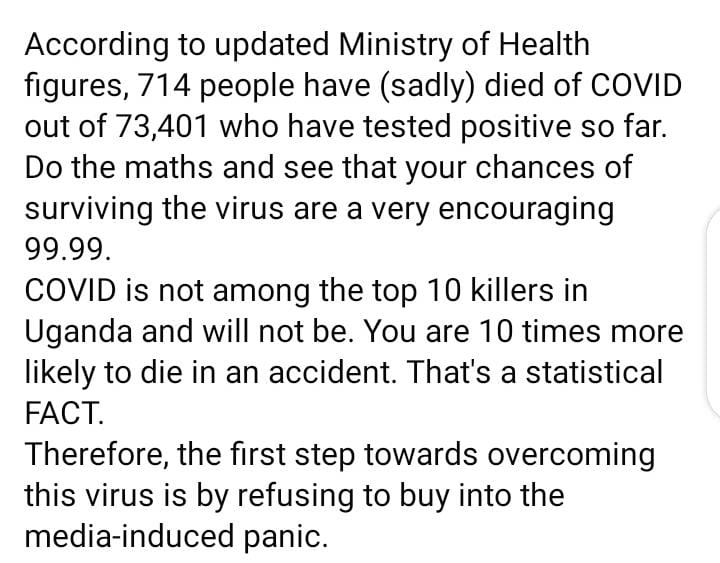 According to updated Ministry of Health
figures, 714 people have (sadly) died of COVID
out of 73,401 who have tested positive so far.
Do the maths and see that your chances of
surviving the virus are a very encouraging
99.99.
COVID is not among the top 10 killers in
Uganda and will not be. You are 10 times more
likely to die in an accident. That's a statistical
FACT.
Therefore, the first step towards overcoming
this virus is by refusing to buy into the
media-induced panic.